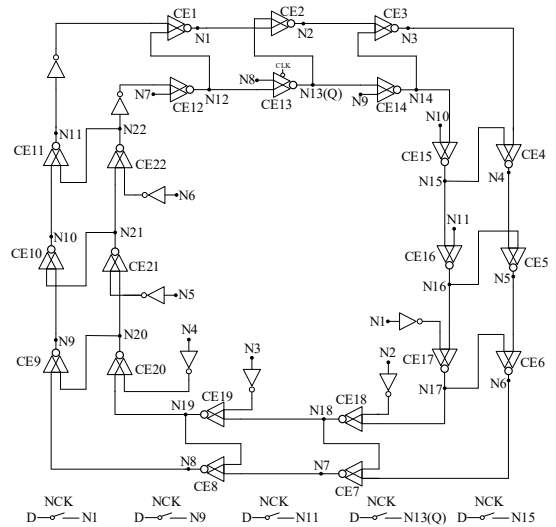 CE1 CE2 CE3
N1 N2 N3
CLK
N7 N8 N9
CE12 N12 CE13 N13(Q) CE14 N14
N11 N22 N10
CE11 CE22 CE15 CE4
N15 N4
N6
N10 N21 N11
CE10 CE21 CE16 CE5
N5 N16 N5
N9 N20 N4 N3 N2 N1
CE9 CE20 CE17 CE6
N17 N6
CE19 CE18
N19 N18
N8 N7
CE8 CE7
NCK NCK NCK NCK NCK
D N1 D N9 D N11 D N13(Q) D N15